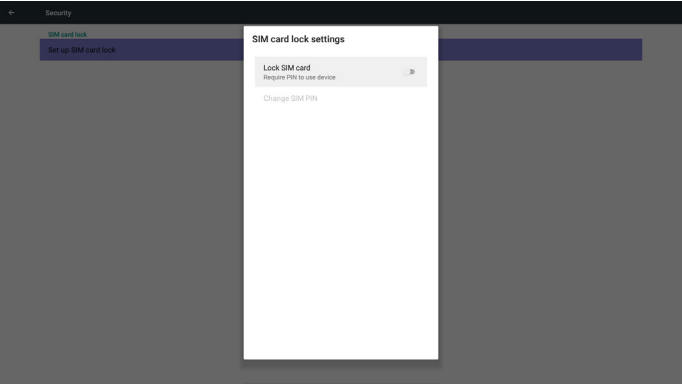 Security
SIM card lock
Set up SIM card lock
SIM card lock settings
Lock SIM card
Require PIN to use device
Change SIM PIN